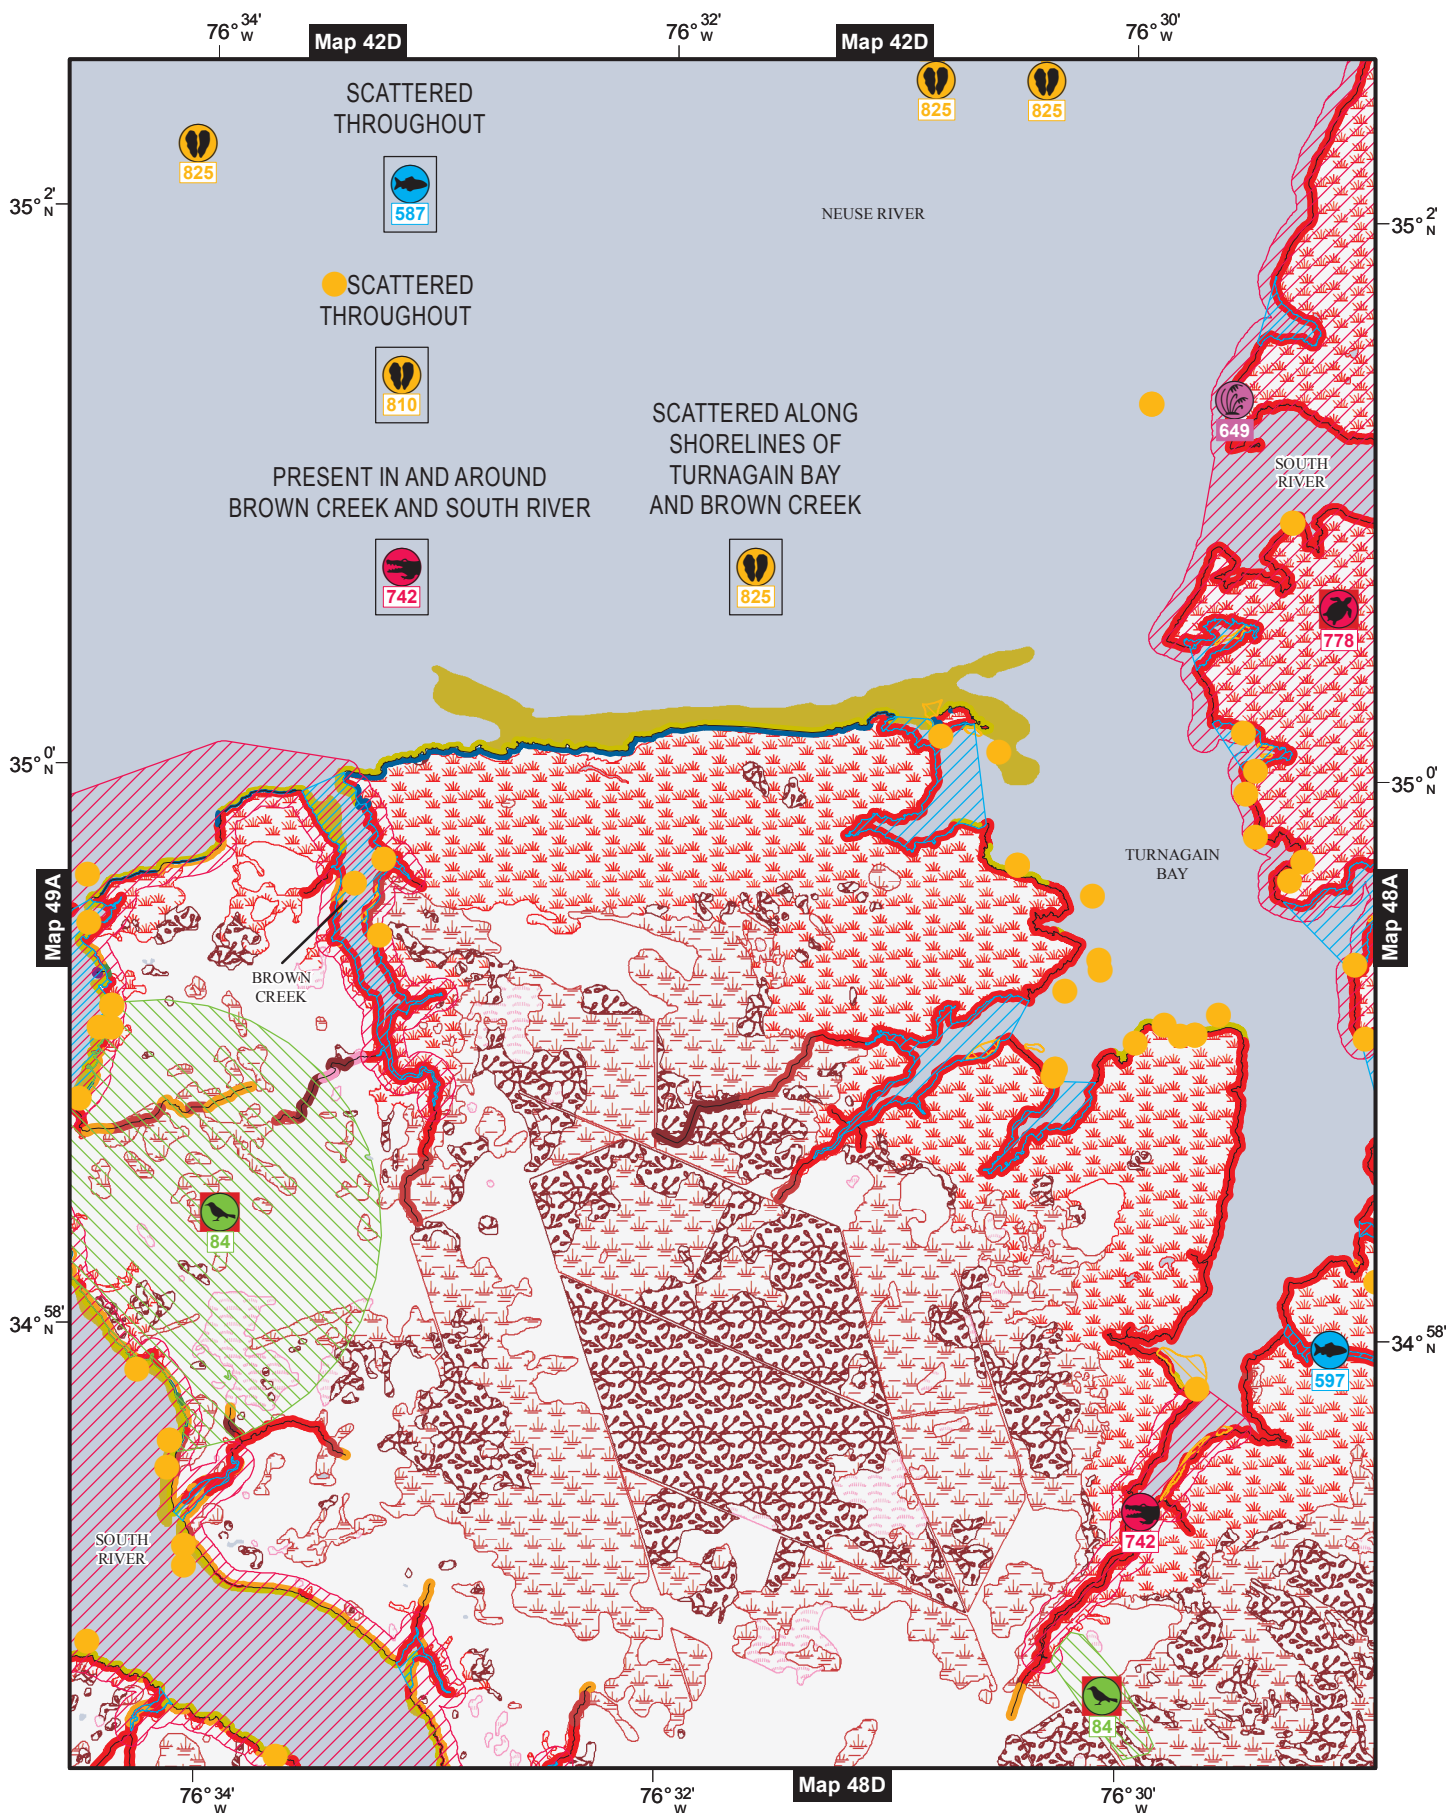 76° 34' W
76° 32' W
76° 30' W
Map 42D
Map 42D
SCATTERED
THROUGHOUT
825
825
825
35° 2' N
587
NEUSE RIVER
35° 2' N
SCATTERED
THROUGHOUT
810
SCATTERED ALONG
SHORELINES OF
TURNAGAIN BAY
AND BROWN CREEK
649
PRESENT IN AND AROUND
BROWN CREEK AND SOUTH RIVER
SOUTH
RIVER
742
825
778
35° 0' N
35° 0' N
TURNAGAIN
BAY
Map 49A
Map 48A
BROWN
CREEK
84
34° 58' N
34° 58' N
597
SOUTH
RIVER
742
84
76° 34' W
76° 32' W
Map 48D
76° 30' W